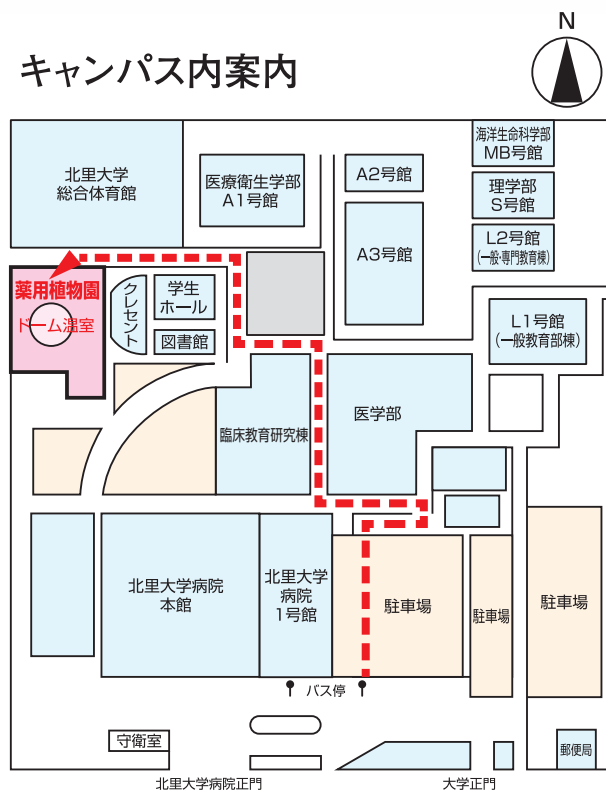 N
キャンパス内案内
北里大学
総合体育館
医療衛生学部
A1号館
A2号館
A3号館
海洋生命科学部
MB号館
理学部
S号館
L2号館
(一般・専門教育棟)
L1号館
(一般教育部棟)
薬用植物園
ドーム温室
クレセント
学生
ホール
図書館
臨床教育研究棟
医学部
北里大学病院
本館
北里大学
病院
1号館
駐車場
駐車場
駐車場
バス停
守衛室
郵便局
北里大学病院正門
大学正門